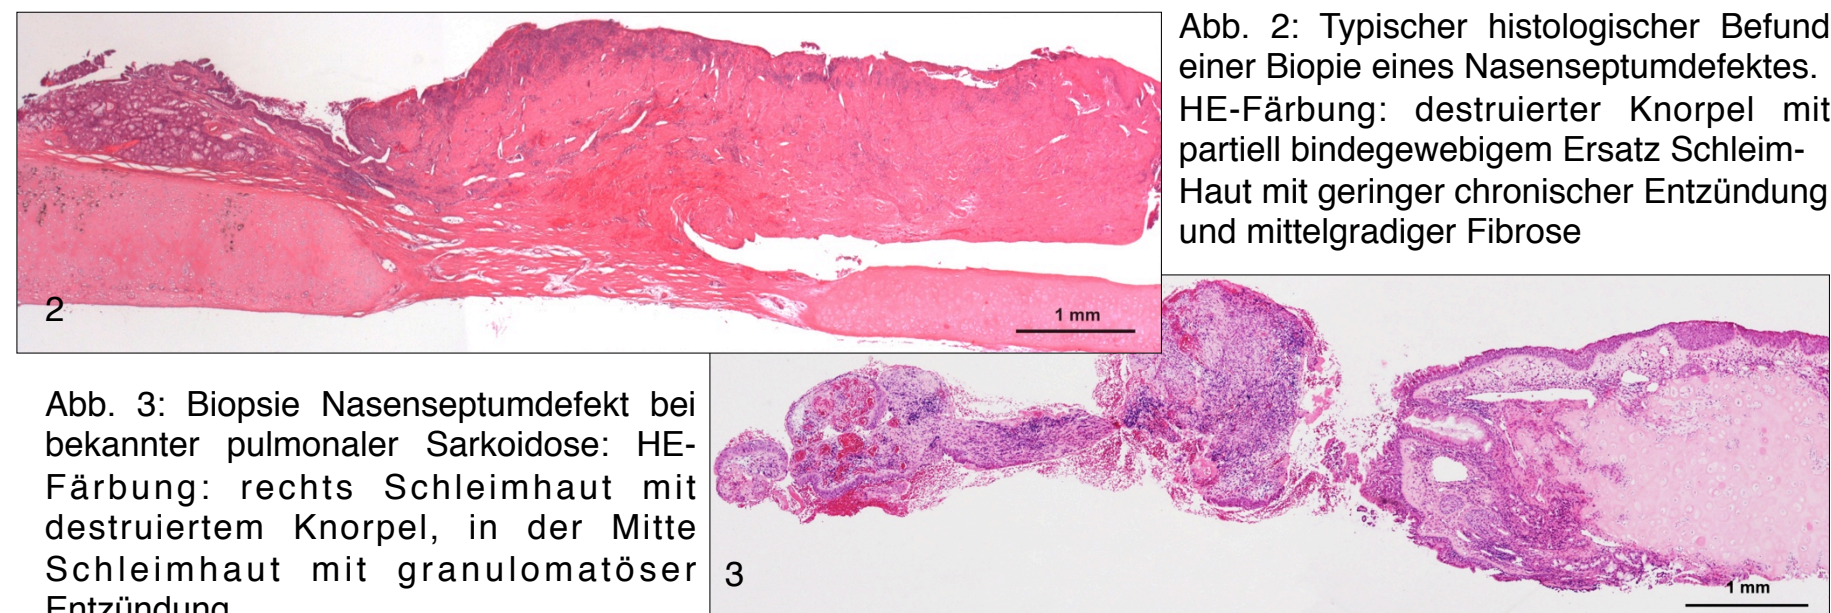 Abb. 2: Typischer histologischer Befund
einer Biopie eines Nasenseptumdefektes.
HE-Färbung: destruierter Knorpel mit
partiell bindegewebigem Ersatz Schleim-
Haut mit geringer chronischer Entzündung
und mittelgradiger Fibrose
2
1 mm
Abb. 3: Biopsie Nasenseptumdefekt bei
bekannter pulmonaler Sarkoidose: HE-
Färbung: rechts Schleimhaut mit
destruiertem Knorpel, in der Mitte
Schleimhaut mit granulomatöser
Entzündung
3
1 mm